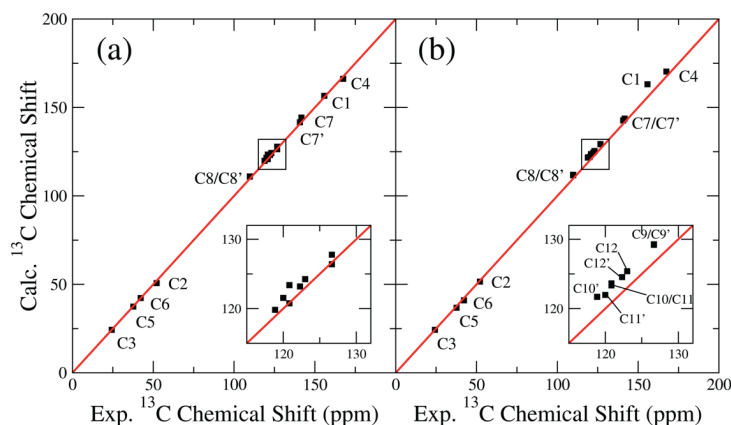 200
(a)
(b)
C4
C1
C4
C1
150
C7
C7/C7'
C7'
C8/C8'
C8/C8'
100
130
130
C9/C9'
C12
C12'
C10'
C10/C11
C11'
120
120
120
130
120
130
50
C2
C6
C5
C3
C2
C6
C5
C3
0
0
50
100
150
0
50
100
150
200
Calc. ¹³C Chemical Shift
Exp. ¹³C Chemical Shift (ppm)
Exp. ¹³C Chemical Shift (ppm)